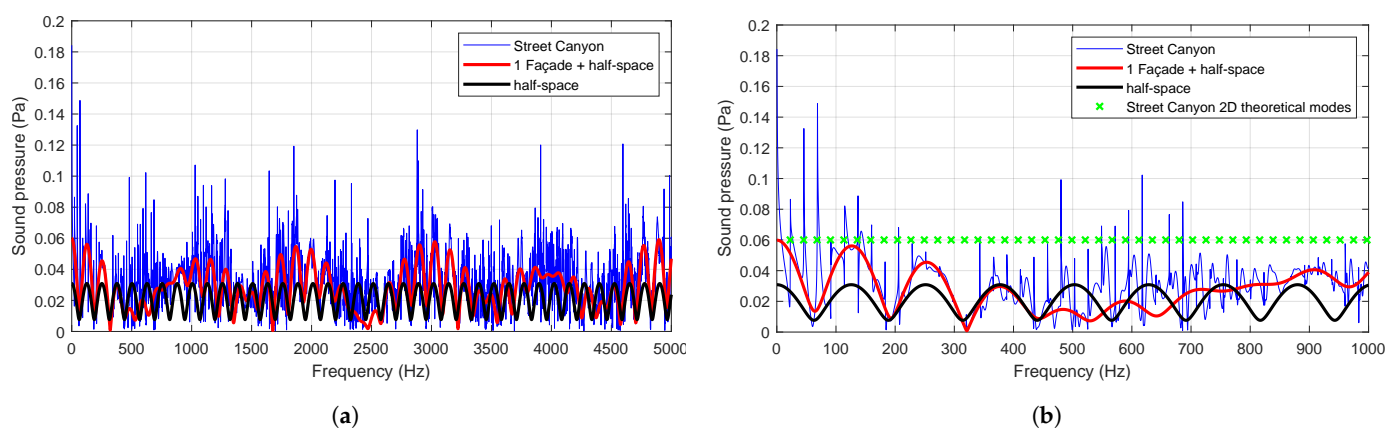 0.2
0.18
0.16
0.14
0.12
0.1
0.08
0.06
0.04
0.02
0
Sound pressure (Pa)
0 500 1000 1500 2000 2500 3000 3500 4000 4500 5000
Frequency (Hz)
Street Canyon
1 Façade + half-space
half-space
(a)
0.2
0.18
0.16
0.14
0.12
0.1
0.08
0.06
0.04
0.02
0
Sound pressure (Pa)
0 100 200 300 400 500 600 700 800 900 1000
Frequency (Hz)
Street Canyon
1 Façade + half-space
half-space
Street Canyon 2D theoretical modes
(b)